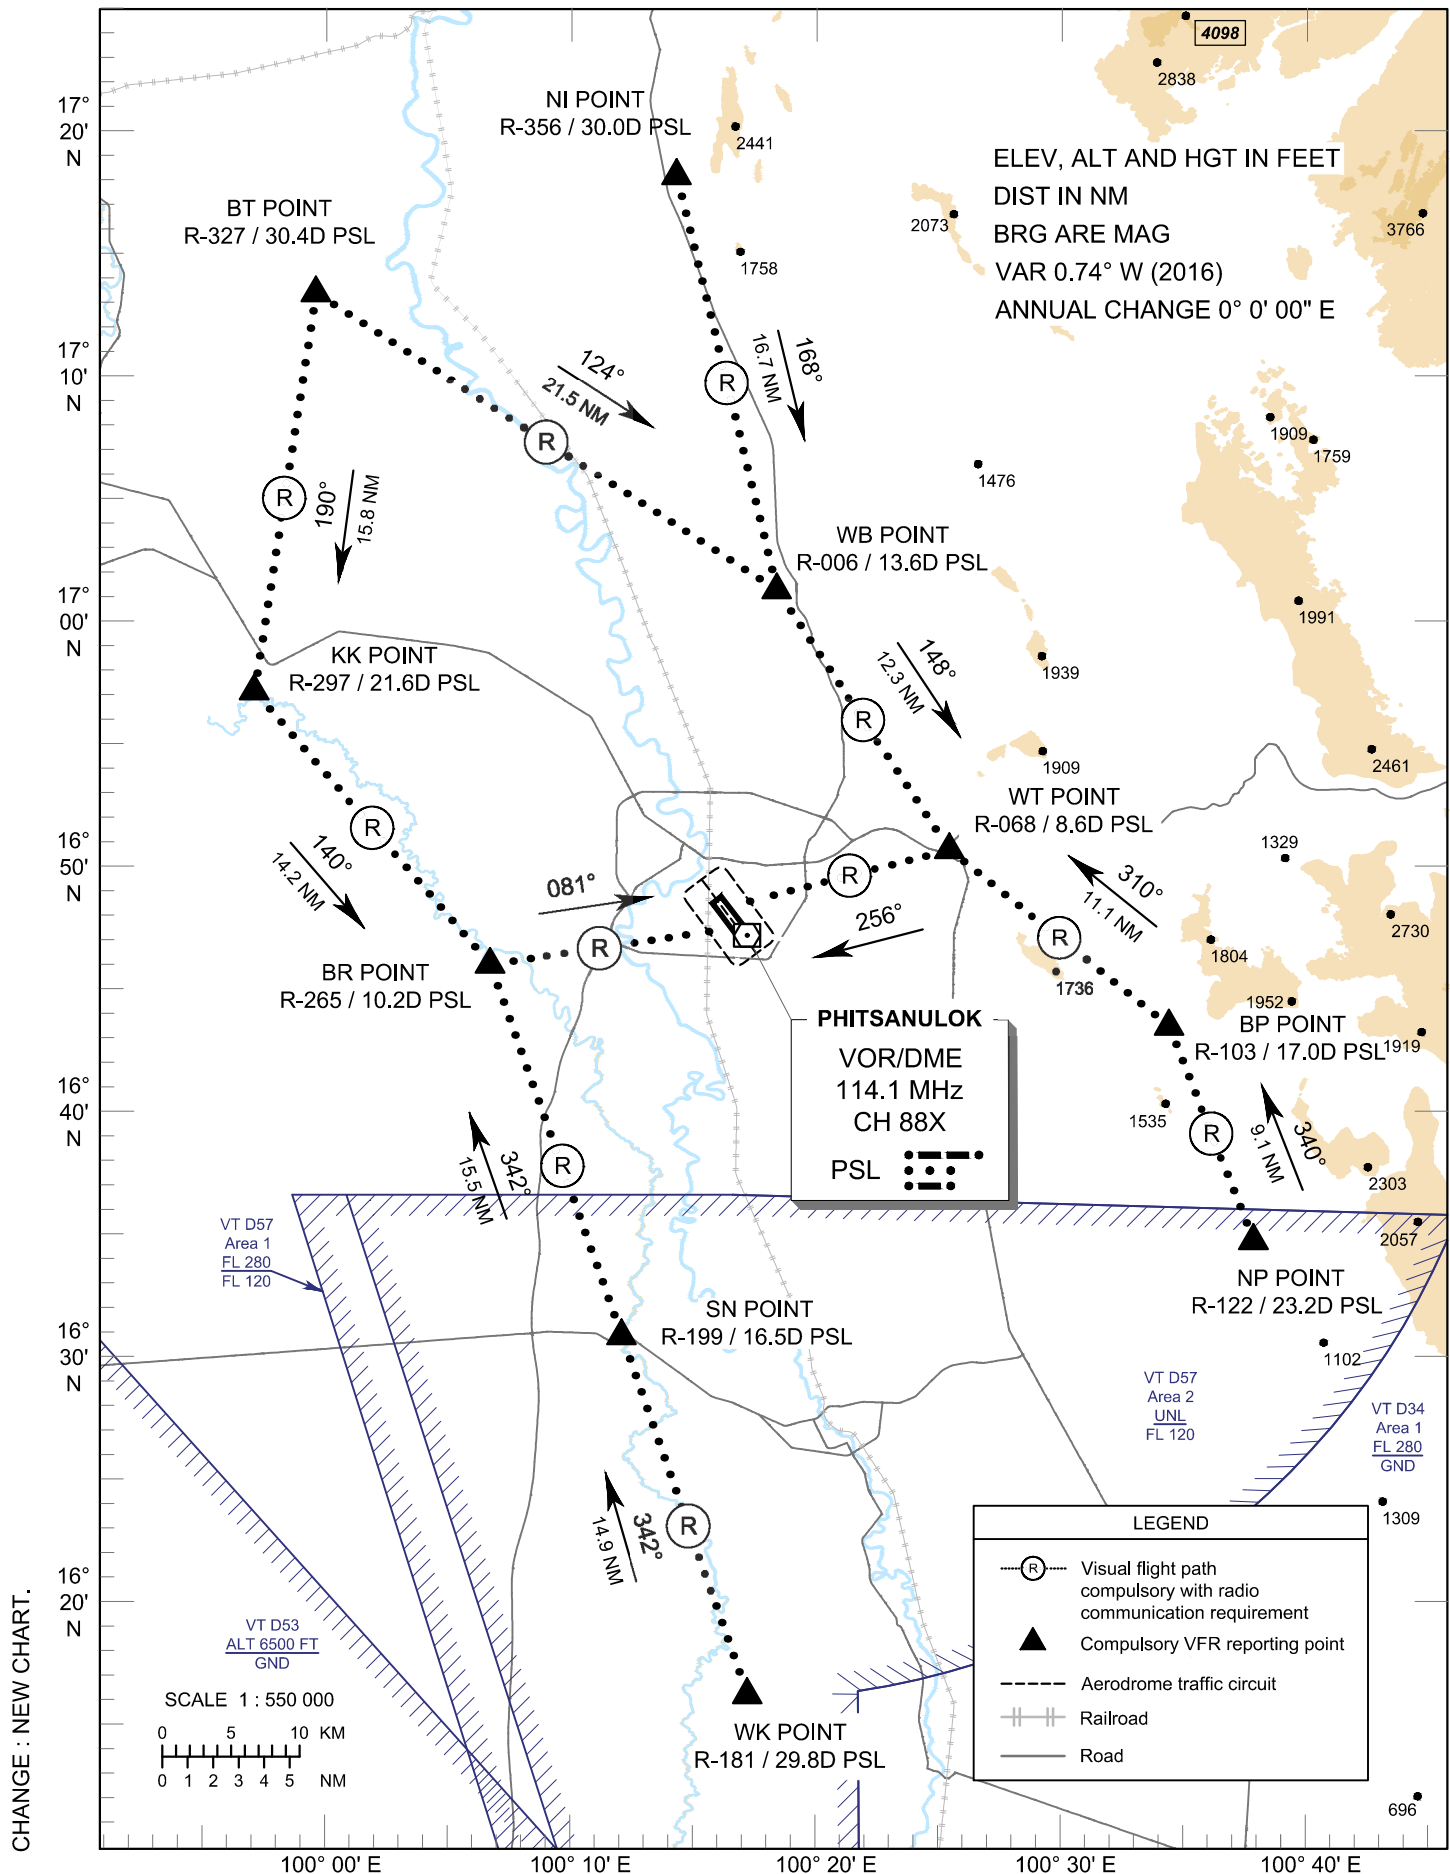 4098
2838
NI POINT
R-356 / 30.0D PSL
17°
20'
N
2441
ELEV, ALT AND HGT IN FEET
DIST IN NM
BRG ARE MAG
VAR 0.74° W (2016)
ANNUAL CHANGE 0° 0' 00" E
BT POINT
R-327 / 30.4D PSL
2073
3766
1758
17°
10'
N
124°
21.5 NM
168°
16.7 NM
R
R
1909
1759
1476
R
190°
15.8 NM
WB POINT
R-006 / 13.6D PSL
17°
00'
N
1991
KK POINT
R-297 / 21.6D PSL
148°
12.3 NM
1939
R
1909
2461
WT POINT
R-068 / 8.6D PSL
R
140°
14.2 NM
16°
50'
N
1329
081°
R
256°
310°
11.1 NM
2730
R
R
1804
1736
BR POINT
R-265 / 10.2D PSL
1952
BP POINT
R-103 / 17.0D PSL
1919
PHITSANULOK
VOR/DME
114.1 MHz
CH 88X
PSL
16°
40'
N
1535
R
340°
9.1 NM
R
342°
15.5 NM
2303
2057
VT D57
Area 1
FL 280
FL 120
NP POINT
R-122 / 23.2D PSL
SN POINT
R-199 / 16.5D PSL
16°
30'
N
1102
VT D57
Area 2
UNL
FL 120
VT D34
Area 1
FL 280
GND
R
342°
14.9 NM
1309
16°
20'
N
LEGEND
R
Visual flight path
compulsory with radio
communication requirement
Compulsory VFR reporting point
Aerodrome traffic circuit
Railroad
Road
VT D53
ALT 6500 FT
GND
SCALE 1 : 550 000
0 5 10 KM
0 1 2 3 4 5 NM
WK POINT
R-181 / 29.8D PSL
696
CHANGE : NEW CHART.
100° 00' E
100° 10' E
100° 20' E
100° 30' E
100° 40' E